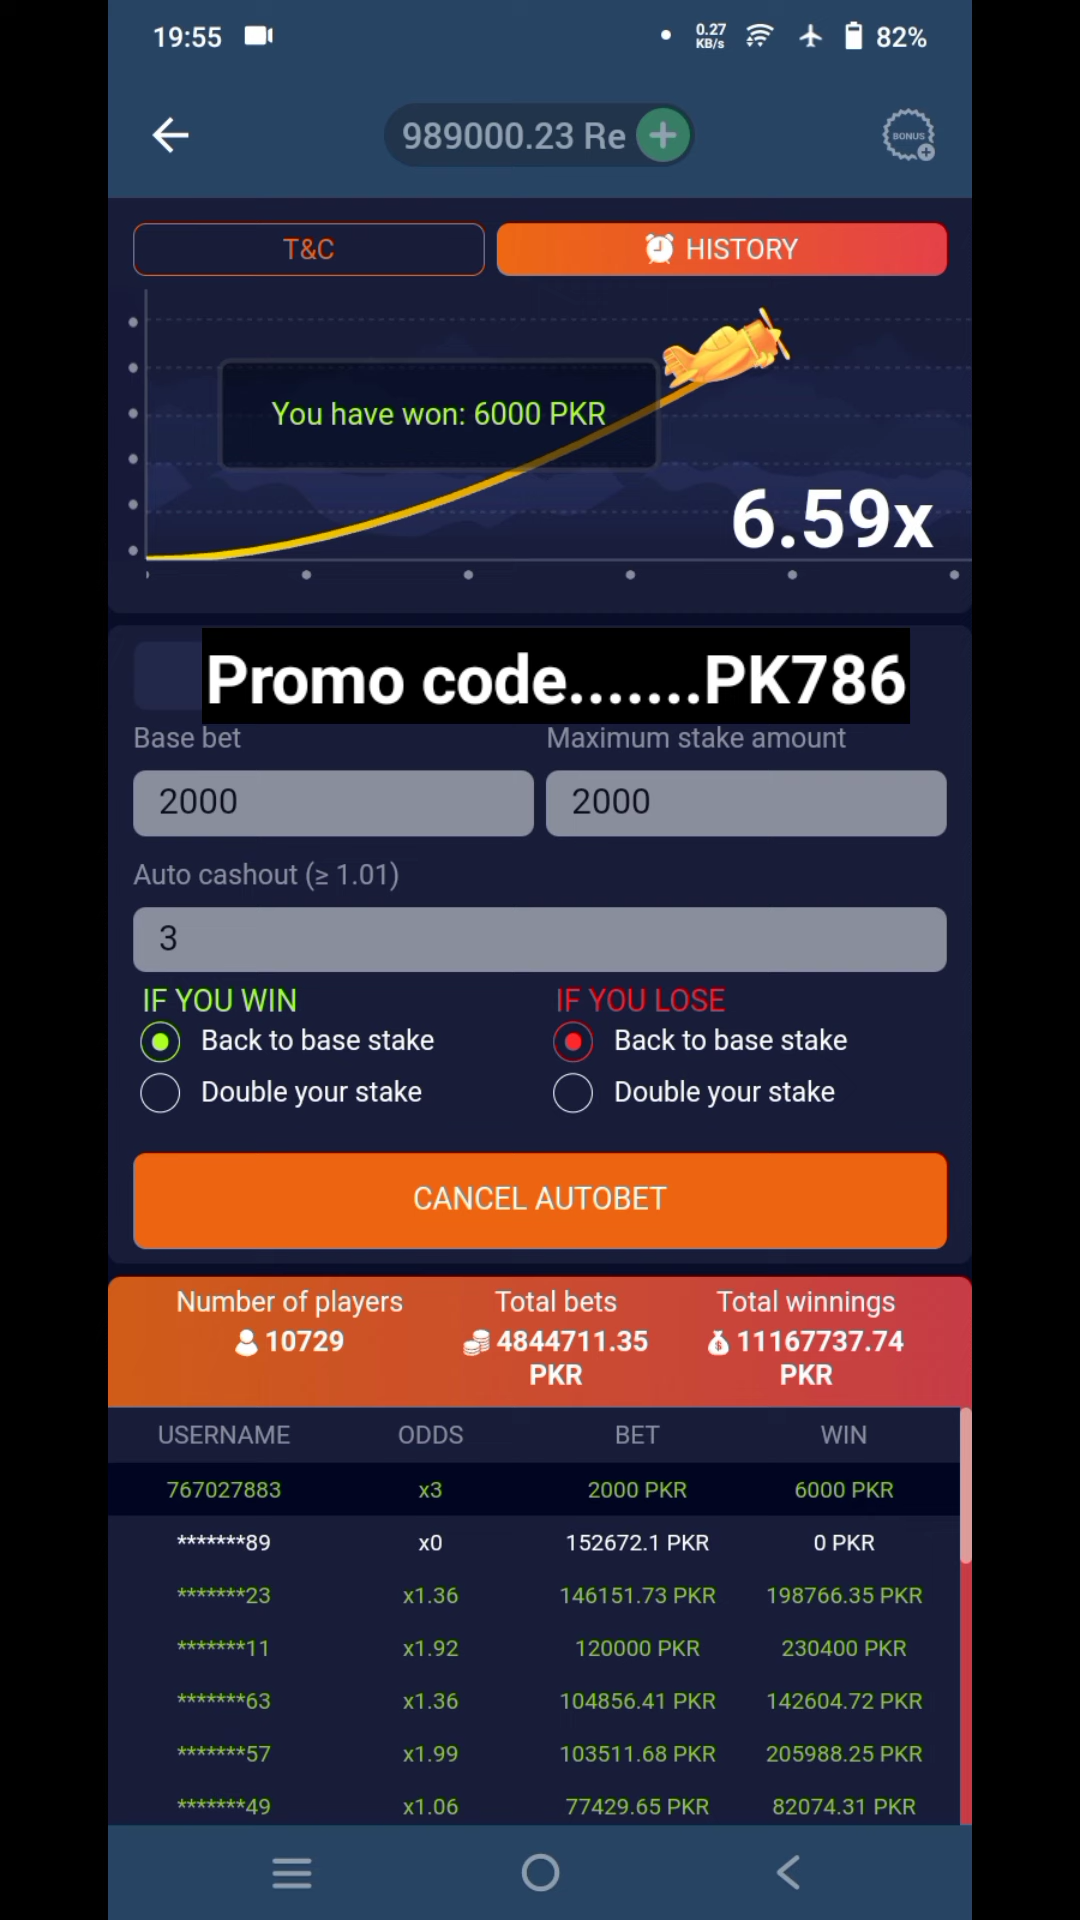 19:55
0.27
KB/s
82%
989000.23 Re
BONUS
T&C
HISTORY
You have won: 6000 PKR
6.59x
Promo code.......PK786
Base bet
Maximum stake amount
2000
2000
Auto cashout (≥ 1.01)
3
IF YOU WIN
IF YOU LOSE
Back to base stake
Back to base stake
Double your stake
Double your stake
CANCEL AUTOBET
Number of players
Total bets
Total winnings
10729
4844711.35
PKR
11167737.74
PKR
USERNAME ODDS BET WIN
767027883 x3 2000 PKR 6000 PKR
*******89 x0 152672.1 PKR 0 PKR
*******23 x1.36 146151.73 PKR 198766.35 PKR
*******11 x1.92 120000 PKR 230400 PKR
*******63 x1.36 104856.41 PKR 142604.72 PKR
*******57 x1.99 103511.68 PKR 205988.25 PKR
*******49 x1.06 77429.65 PKR 82074.31 PKR